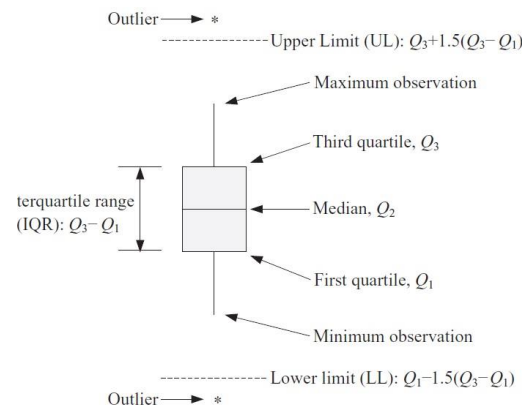 Outlier
*
Upper Limit (UL): Q3+1.5(Q3−Q1)
Maximum observation
Third quartile, Q3
terquartile range
(IQR): Q3−Q1
Median, Q2
First quartile, Q1
Minimum observation
Lower limit (LL): Q1−1.5(Q3−Q1)
Outlier
*